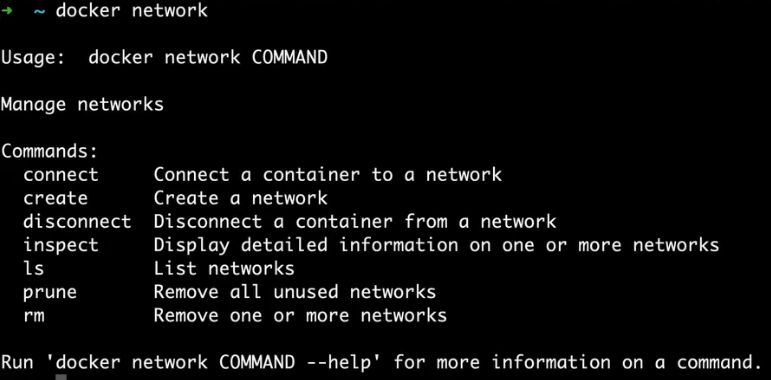 ➜  ~ docker network
Usage:  docker network COMMAND
Manage networks
Commands:
  connect     Connect a container to a network
  create      Create a network
  disconnect  Disconnect a container from a network
  inspect     Display detailed information on one or more networks
  ls          List networks
  prune       Remove all unused networks
  rm          Remove one or more networks
Run 'docker network COMMAND --help' for more information on a command.